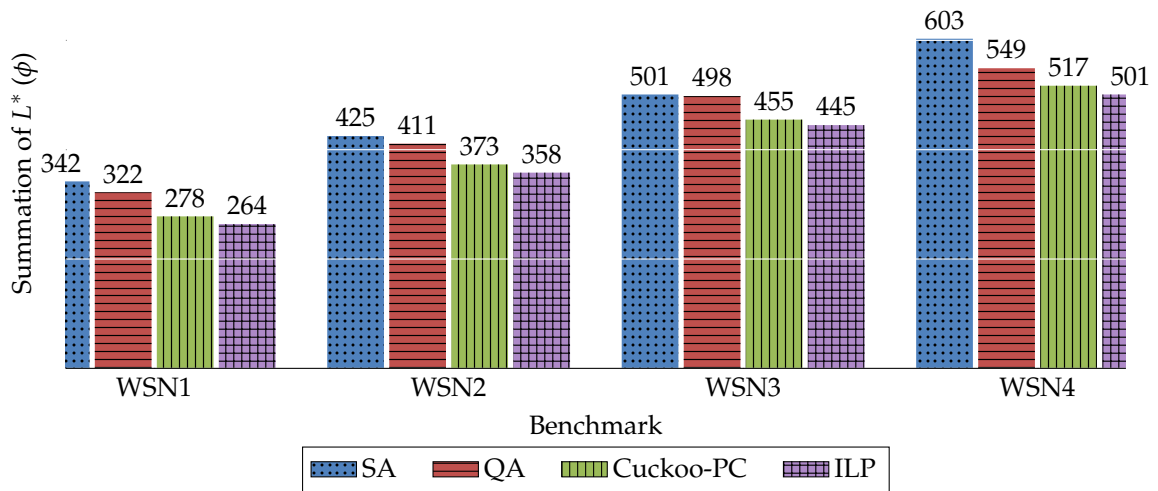 Summation of L* (ϕ)
342 322 278 264
425 411 373 358
501 498 455 445
603 549 517 501
WSN1 WSN2 WSN3 WSN4
Benchmark
SA QA Cuckoo-PC ILP